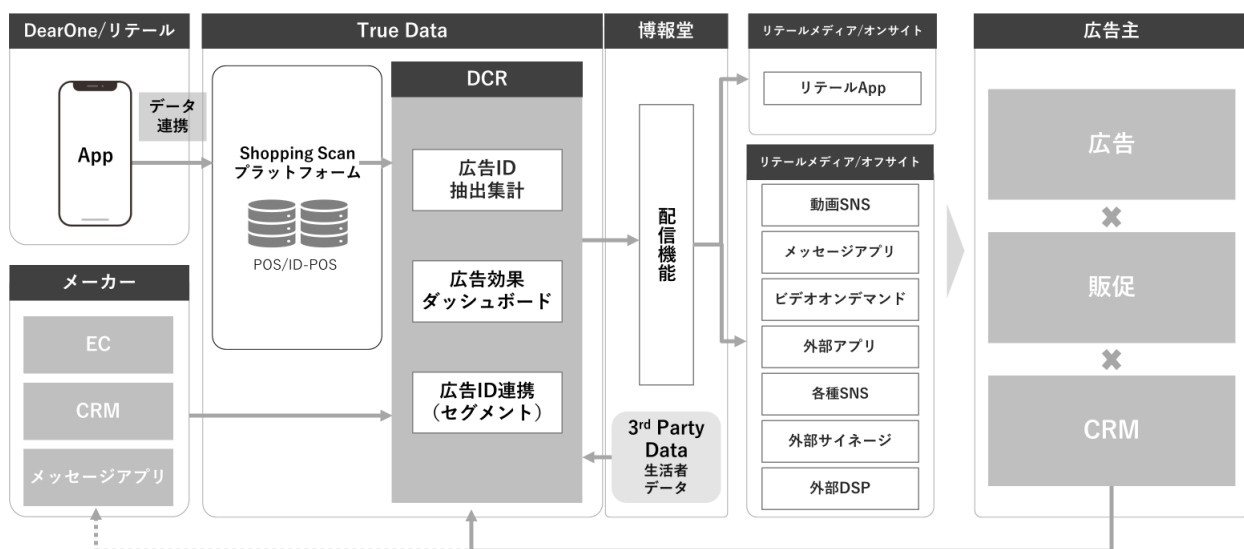 DearOne/リテール
App
データ
連携
メーカー
EC
CRM
メッセージアプリ
True Data
Shopping Scan
プラットフォーム
POS/ID-POS
DCR
広告ID
抽出集計
広告効果
ダッシュボード
広告ID連携
（セグメント）
博報堂
配信機能
3rd Party
Data
生活者
データ
リテールメディア/オンサイト
リテールApp
リテールメディア/オフサイト
動画SNS
メッセージアプリ
ビデオオンデマンド
外部アプリ
各種SNS
外部サイネージ
外部DSP
広告主
広告
販促
CRM